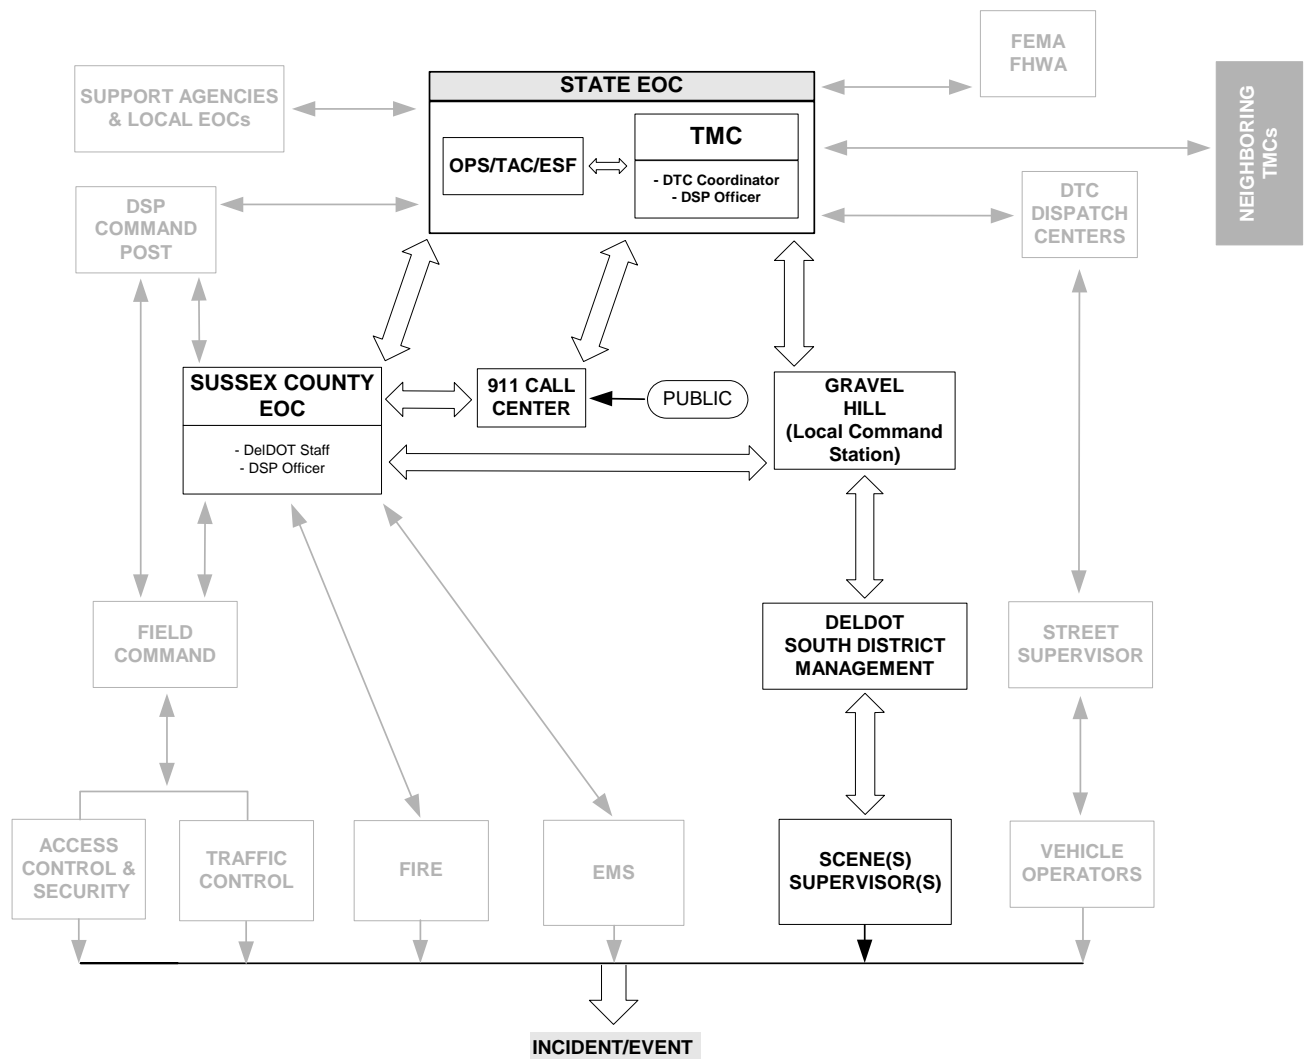 FEMA
FHWA
SUPPORT AGENCIES
& LOCAL EOCs
STATE EOC
OPS/TAC/ESF
TMC
- DTC Coordinator
- DSP Officer
NEIGHBORING
TMCs
DSP
COMMAND
POST
DTC
DISPATCH
CENTERS
SUSSEX COUNTY
EOC
- DelDOT Staff
- DSP Officer
911 CALL
CENTER
PUBLIC
GRAVEL
HILL
(Local Command
Station)
FIELD
COMMAND
DELDOT
SOUTH DISTRICT
MANAGEMENT
STREET
SUPERVISOR
ACCESS
CONTROL &
SECURITY
TRAFFIC
CONTROL
FIRE
EMS
SCENE(S)
SUPERVISOR(S)
VEHICLE
OPERATORS
INCIDENT/EVENT